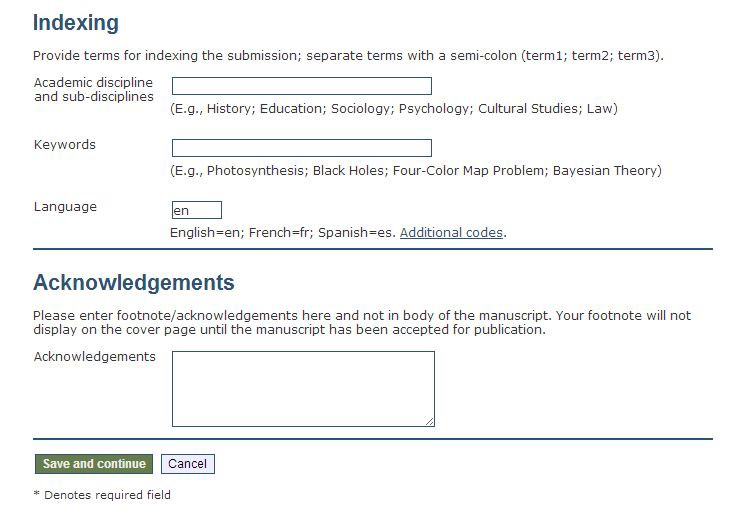 Indexing
Provide terms for indexing the submission; separate terms with a semi-colon (term1; term2; term3).
Academic discipline
and sub-disciplines
(E.g., History; Education; Sociology; Psychology; Cultural Studies; Law)
Keywords
(E.g., Photosynthesis; Black Holes; Four-Color Map Problem; Bayesian Theory)
Language
en
English=en; French=fr; Spanish=es. Additional codes.
Acknowledgements
Please enter footnote/acknowledgements here and not in body of the manuscript. Your footnote will not
display on the cover page until the manuscript has been accepted for publication.
Acknowledgements
Save and continue
Cancel
* Denotes required field